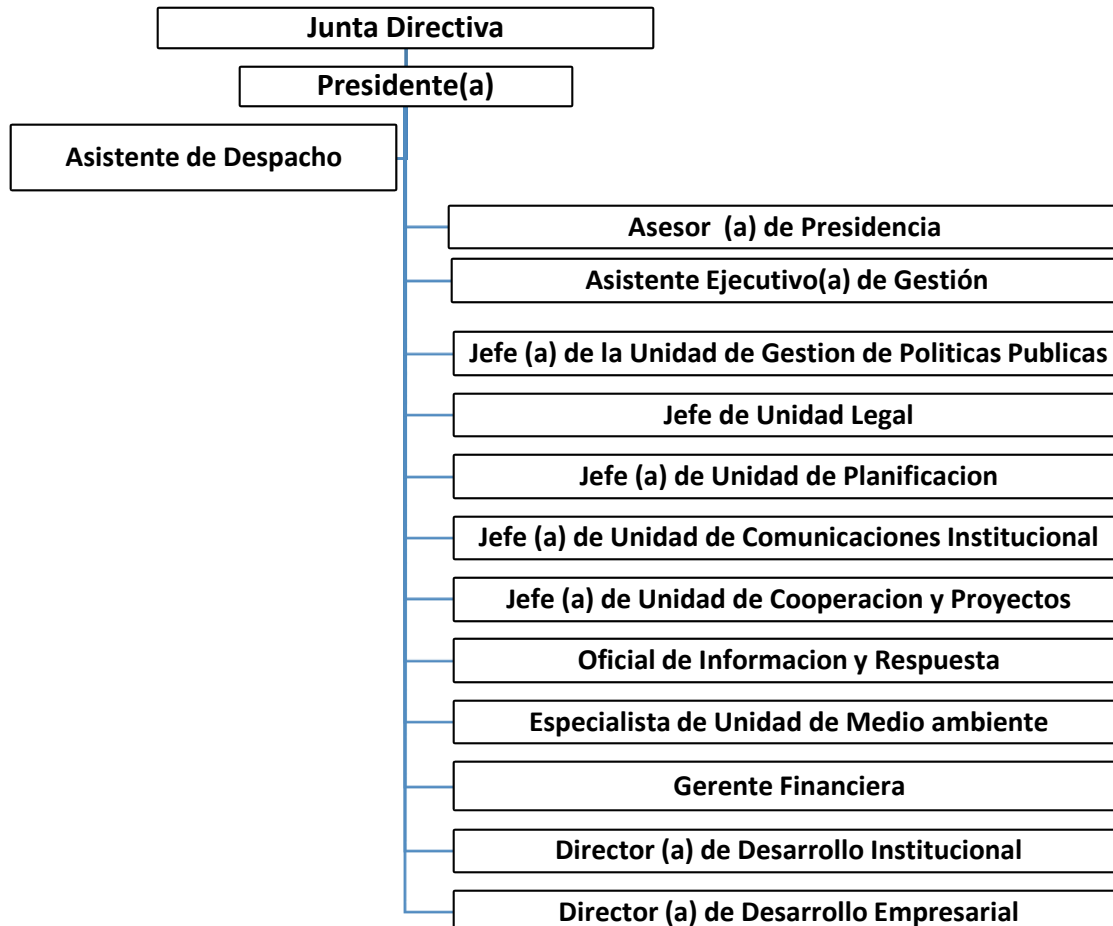 Junta Directiva
Presidente(a)
Asistente de Despacho
Asesor (a) de Presidencia
Asistente Ejecutivo(a) de Gestión
Jefe (a) de la Unidad de Gestion de Politicas Publicas
Jefe de Unidad Legal
Jefe (a) de Unidad de Planificacion
Jefe (a) de Unidad de Comunicaciones Institucional
Jefe (a) de Unidad de Cooperacion y Proyectos
Oficial de Informacion y Respuesta
Especialista de Unidad de Medio ambiente
Gerente Financiera
Director (a) de Desarrollo Institucional
Director (a) de Desarrollo Empresarial